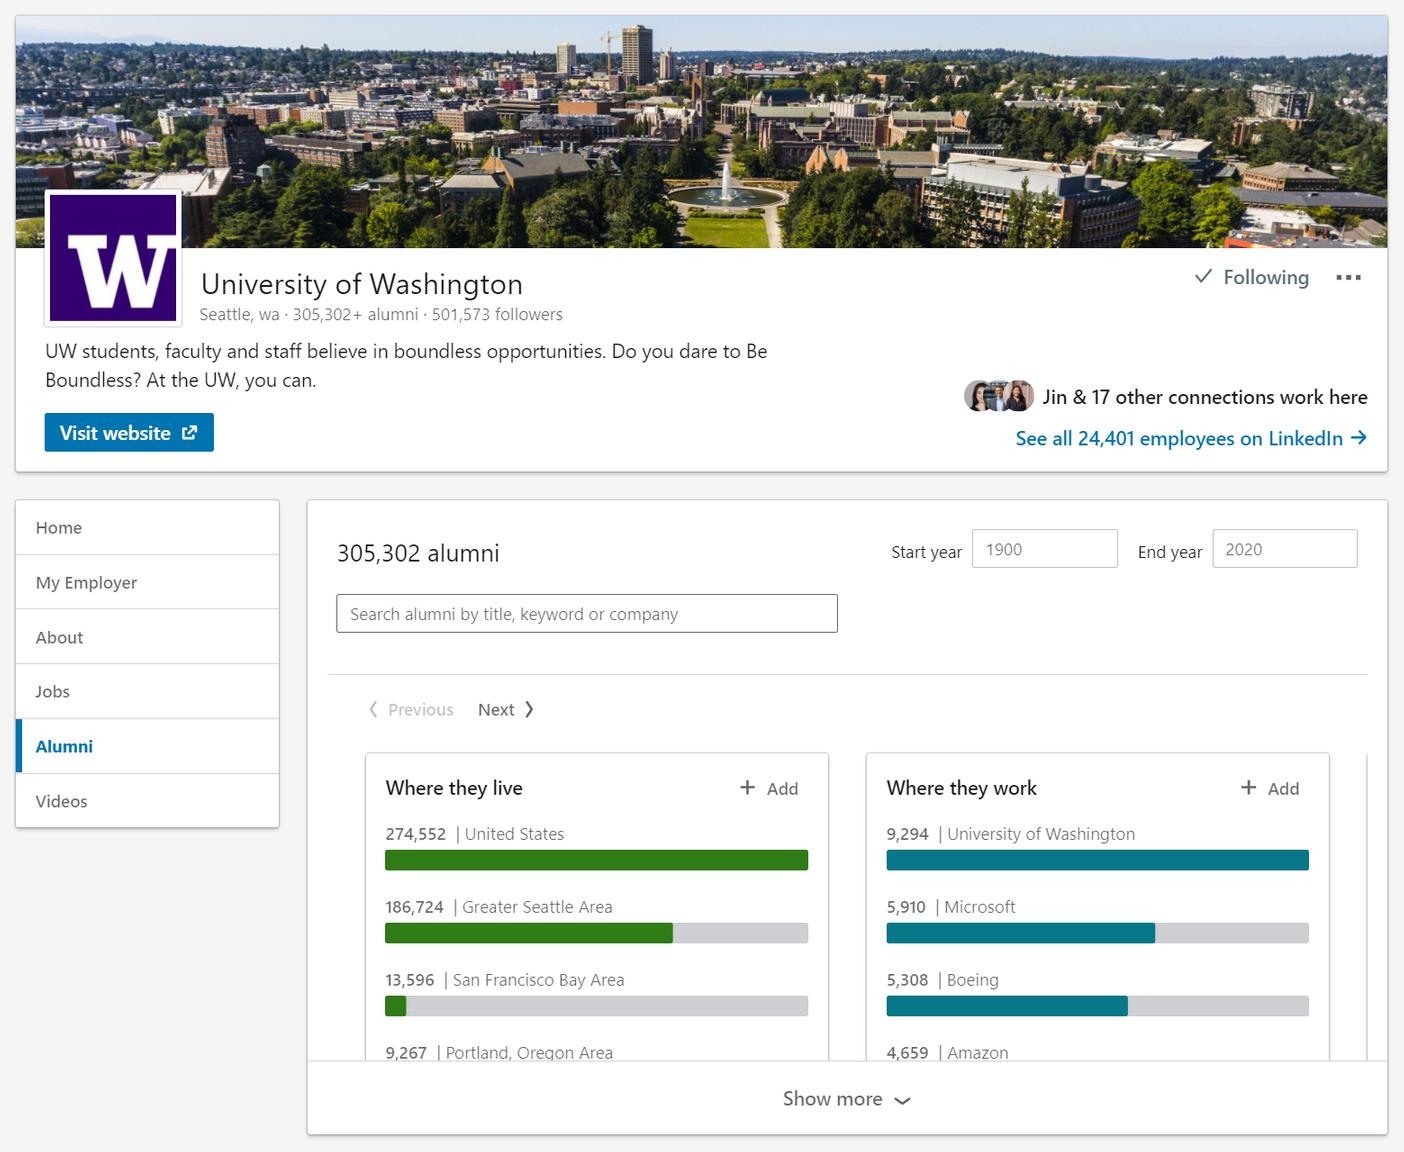 W
University of Washington
Seattle, wa · 305,302+ alumni · 501,573 followers
Following
UW students, faculty and staff believe in boundless opportunities. Do you dare to Be
Boundless? At the UW, you can.
Jin & 17 other connections work here
Visit website
See all 24,401 employees on LinkedIn →
Home
My Employer
About
Jobs
Alumni
Videos
305,302 alumni
Start year 1900 End year 2020
Search alumni by title, keyword or company
Previous Next
Where they live + Add
274,552 | United States
186,724 | Greater Seattle Area
13,596 | San Francisco Bay Area
9,267 | Portland, Oregon Area
Where they work + Add
9,294 | University of Washington
5,910 | Microsoft
5,308 | Boeing
4,659 | Amazon
Show more